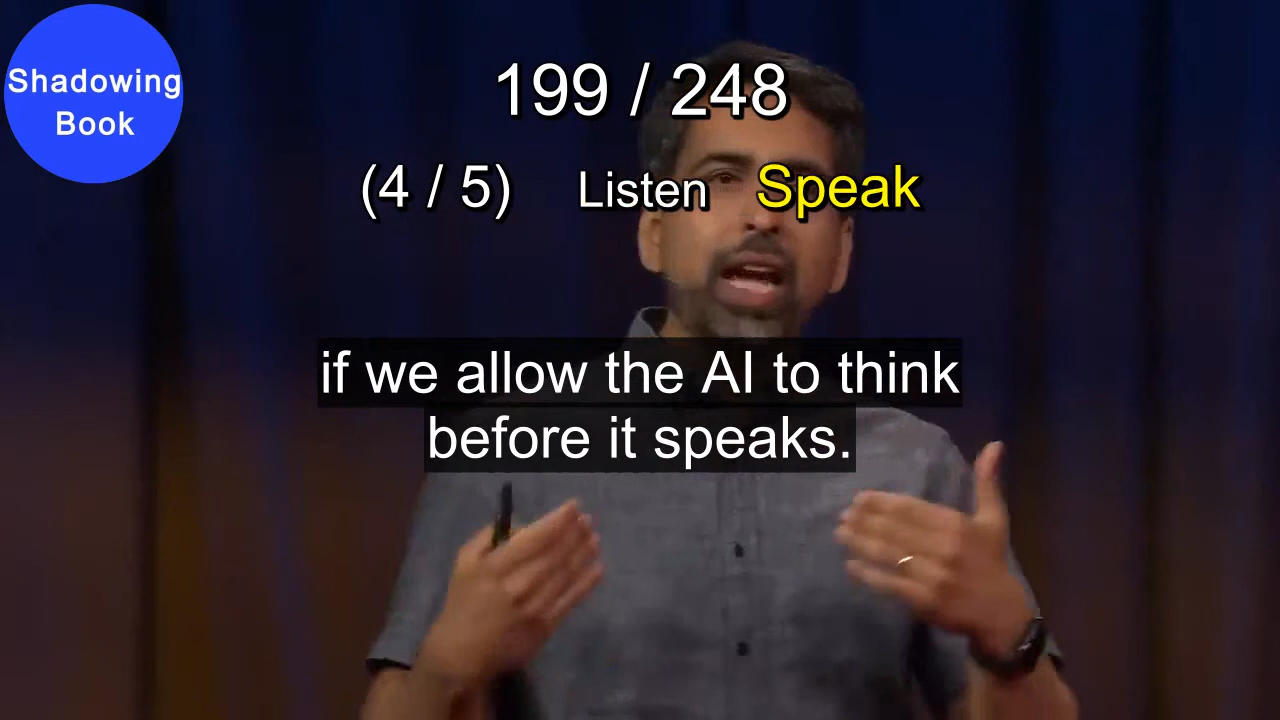 Shadowing
Book
199 / 248
(4 / 5) Listen Speak
if we allow the AI to think
before it speaks.